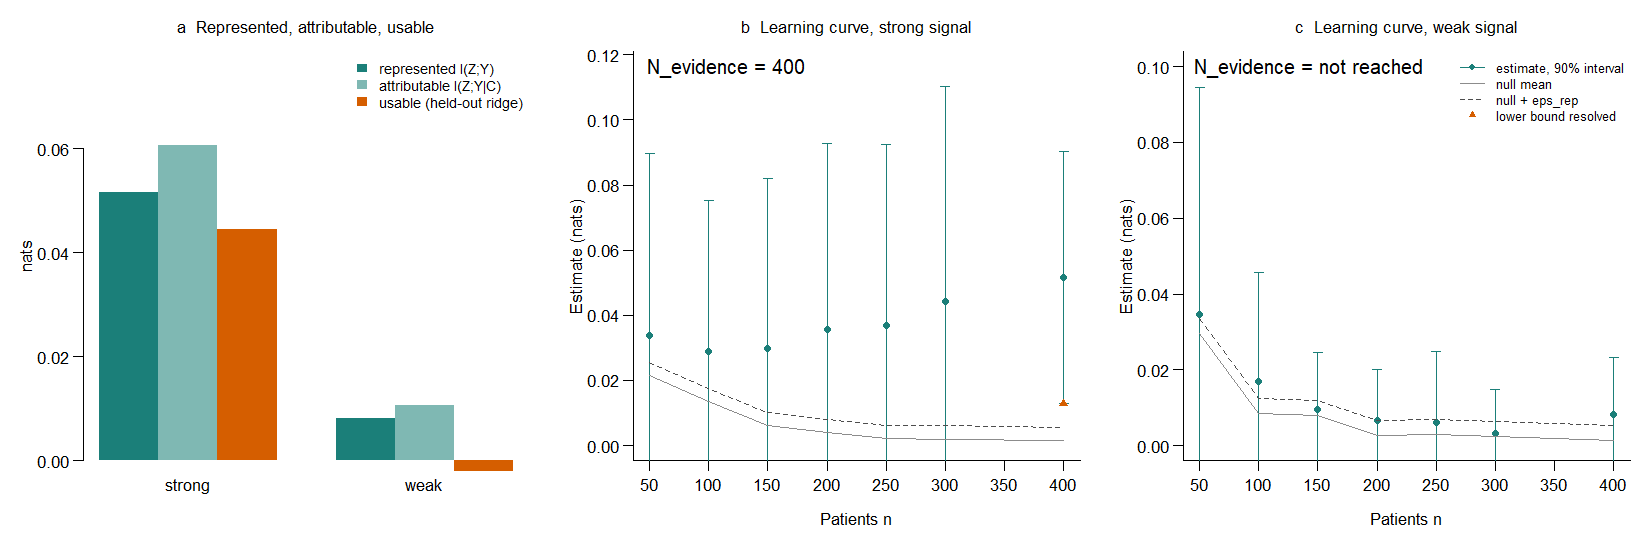 a Represented, attributable, usable
represented I(Z;Y)
attributable I(Z;Y|C)
usable (held-out ridge)
nats
0.06
0.04
0.02
0.00
strong
weak
b Learning curve, strong signal
N_evidence = 400
Estimate (nats)
0.12
0.10
0.08
0.06
0.04
0.02
0.00
50 100 150 200 250 300 350 400
Patients n
c Learning curve, weak signal
N_evidence = not reached
estimate, 90% interval
null mean
null + eps_rep
lower bound resolved
Estimate (nats)
0.10
0.08
0.06
0.04
0.02
0.00
50 100 150 200 250 300 350 400
Patients n